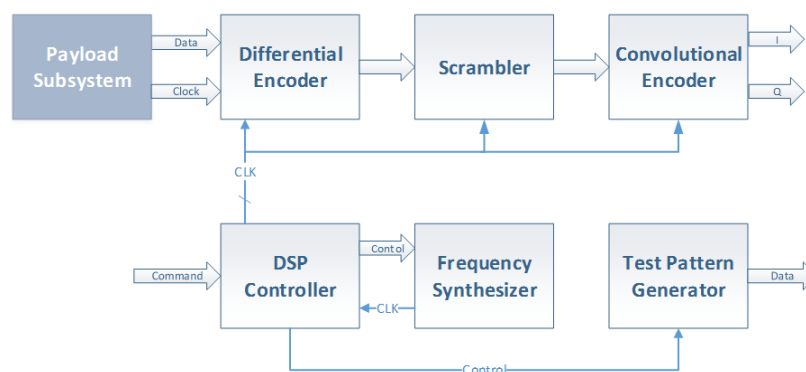 Payload
Subsystem
Data
Clock
Differential
Encoder
Scrambler
Convolutional
Encoder
I
Q
CLK
Command
DSP
Controller
Contol
CLK
Frequency
Synthesizer
Test Pattern
Generator
Data
Control